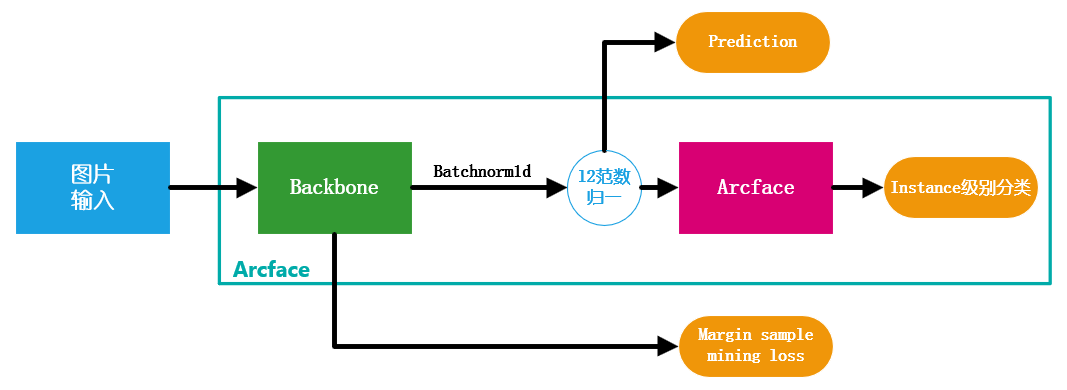 Prediction
图片
输入
Backbone
Batchnorm1d
l2范数
归一
Arcface
Instance级别分类
Arcface
Margin sample
mining loss